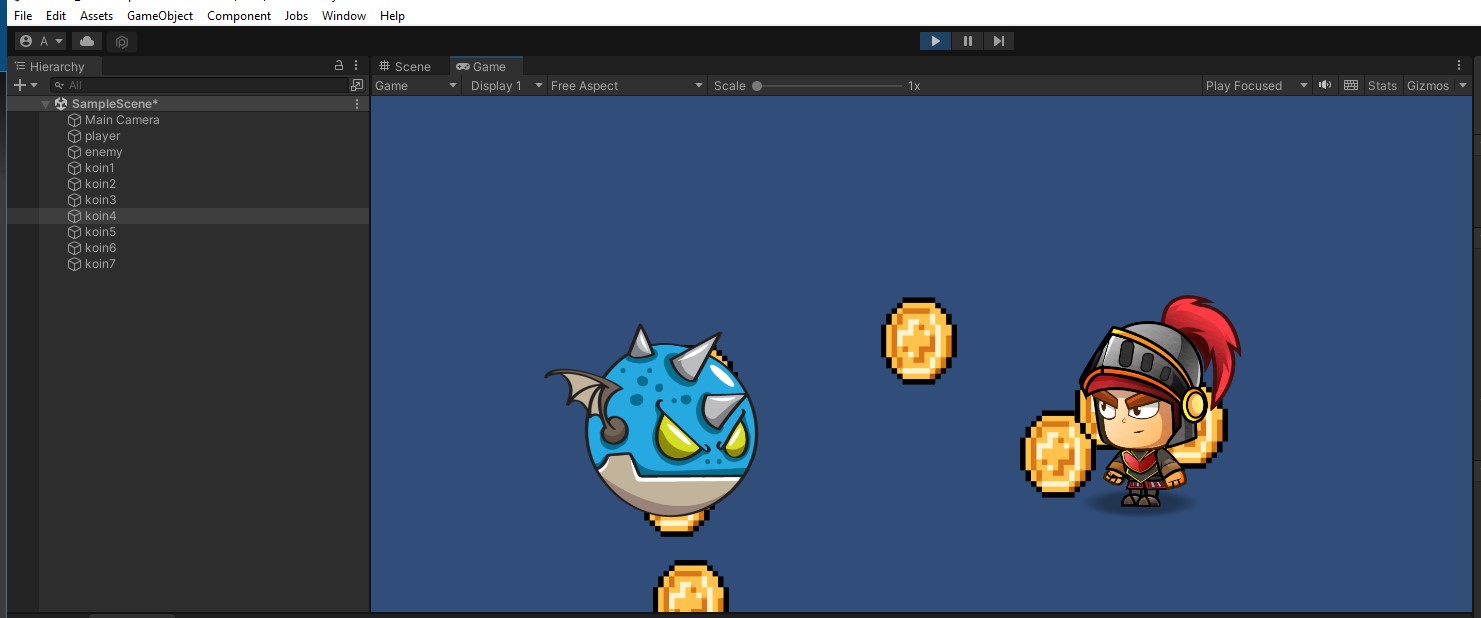 File Edit Assets GameObject Component Jobs Window Help
A
Hierarchy
Scene Game
All
Game Display 1 Free Aspect Scale 1x Play Focused Stats Gizmos
SampleScene*
Main Camera
player
enemy
koin1
koin2
koin3
koin4
koin5
koin6
koin7